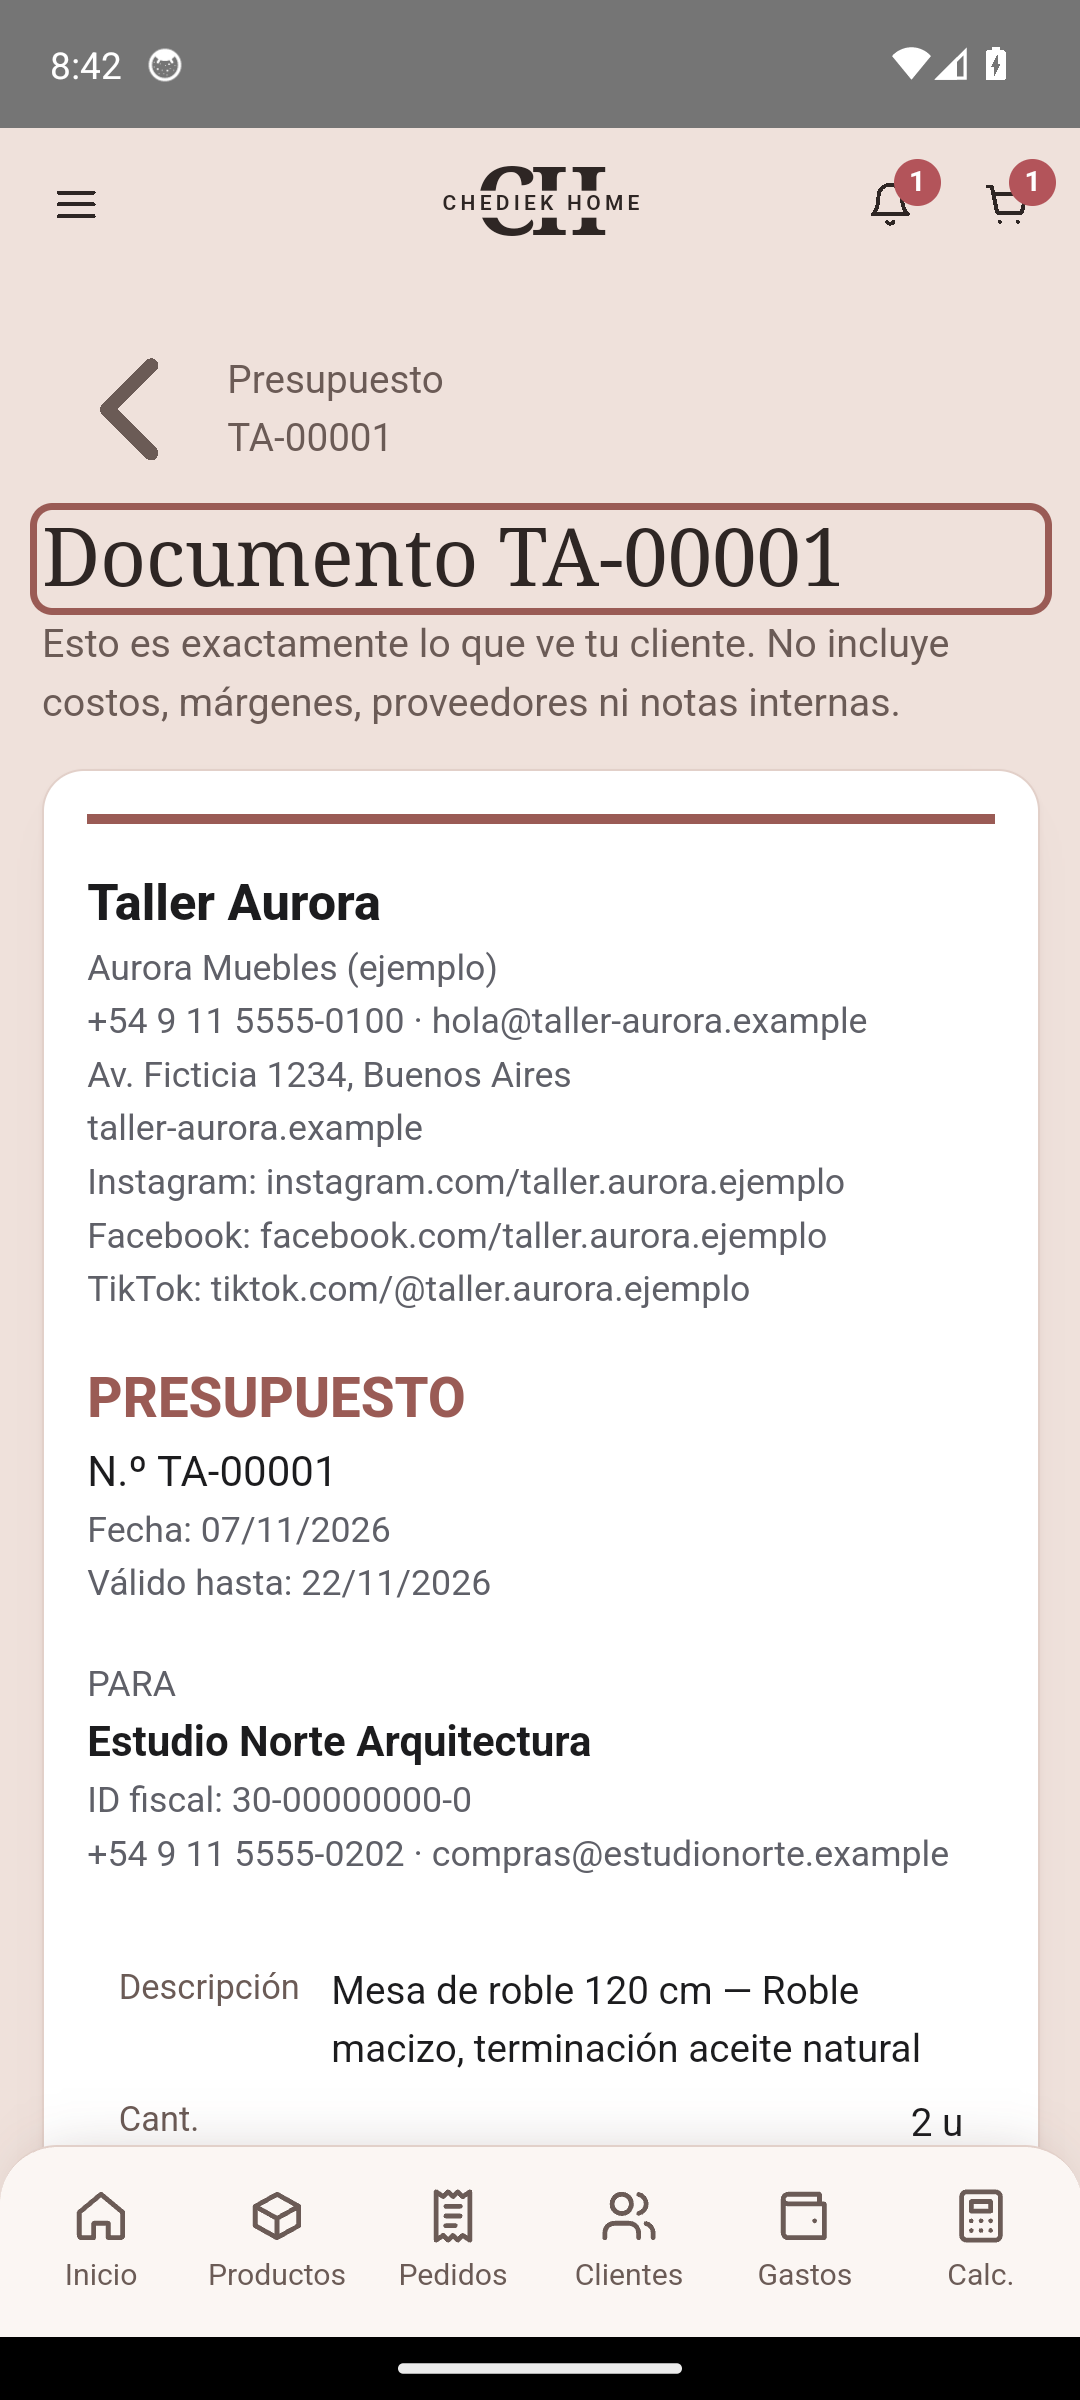 8:42
CH
CHEDIEK HOME
1
1
Presupuesto
TA-00001
Documento TA-00001
Esto es exactamente lo que ve tu cliente. No incluye
costos, márgenes, proveedores ni notas internas.
Taller Aurora
Aurora Muebles (ejemplo)
+54 9 11 5555-0100 · hola@taller-aurora.example
Av. Ficticia 1234, Buenos Aires
taller-aurora.example
Instagram: instagram.com/taller.aurora.ejemplo
Facebook: facebook.com/taller.aurora.ejemplo
TikTok: tiktok.com/@taller.aurora.ejemplo
PRESUPUESTO
N.º TA-00001
Fecha: 07/11/2026
Válido hasta: 22/11/2026
PARA
Estudio Norte Arquitectura
ID fiscal: 30-00000000-0
+54 9 11 5555-0202 · compras@estudionorte.example
Descripción Mesa de roble 120 cm — Roble
macizo, terminación aceite natural
Cant. 2 u
Inicio Productos Pedidos Clientes Gastos Calc.